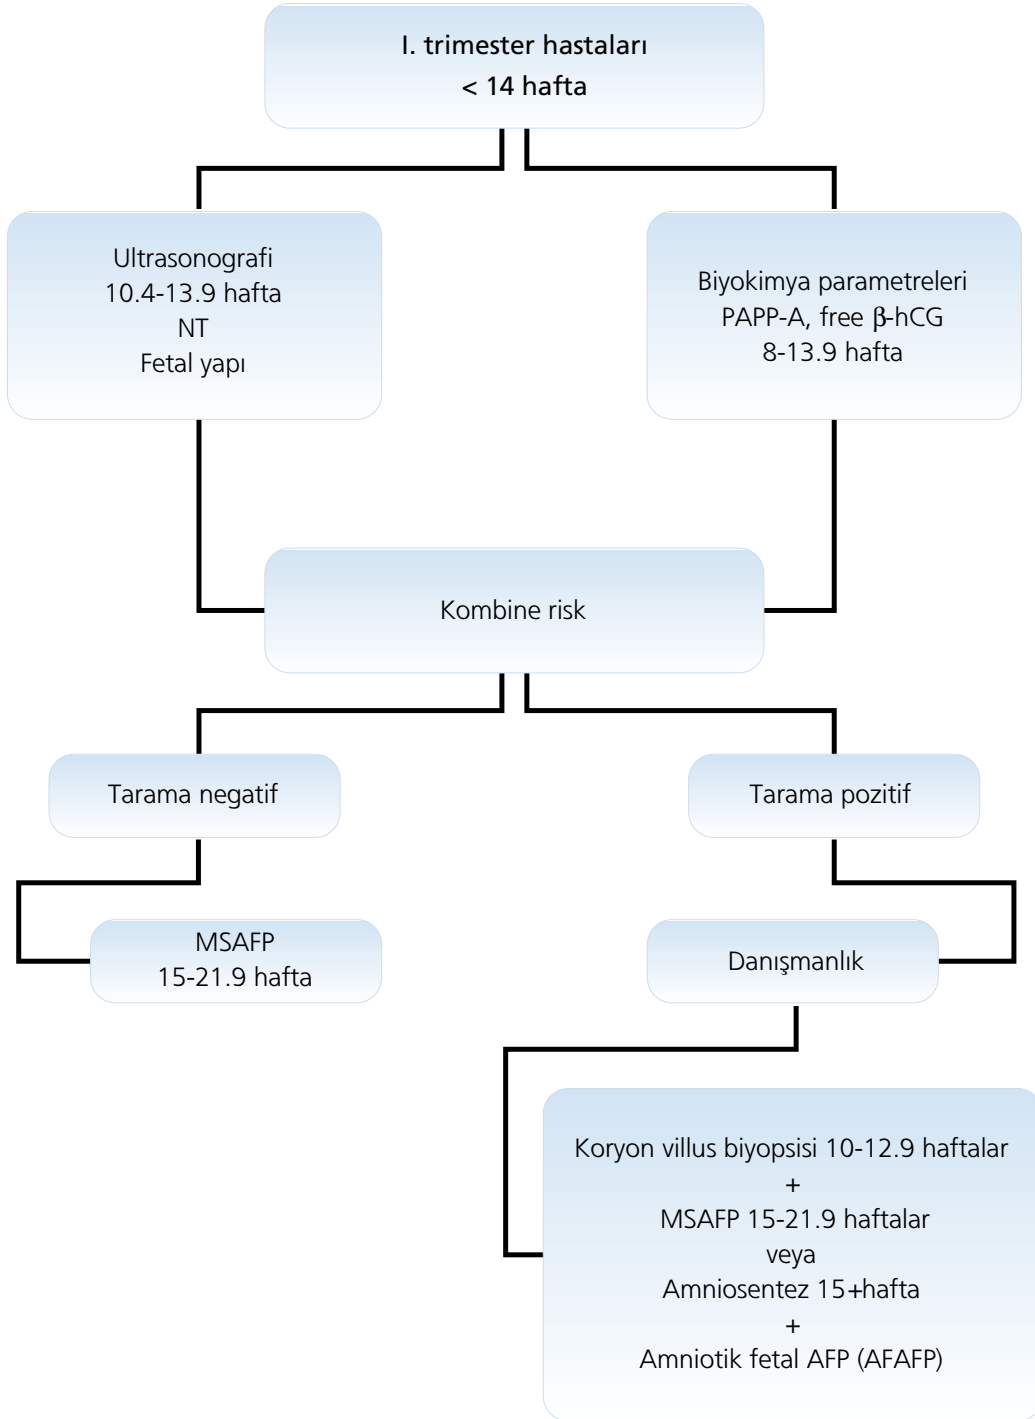 I. trimester hastaları
< 14 hafta
Ultrasonografi
10.4-13.9 hafta
NT
Fetal yapı
Biyokimya parametreleri
PAPP-A, free β-hCG
8-13.9 hafta
Kombine risk
Tarama negatif
Tarama pozitif
MSAFP
15-21.9 hafta
Danışmanlık
Koryon villus biyopsisi 10-12.9 haftalar
+
MSAFP 15-21.9 haftalar
veya
Amniosentez 15+hafta
+
Amniotik fetal AFP (AFAFP)